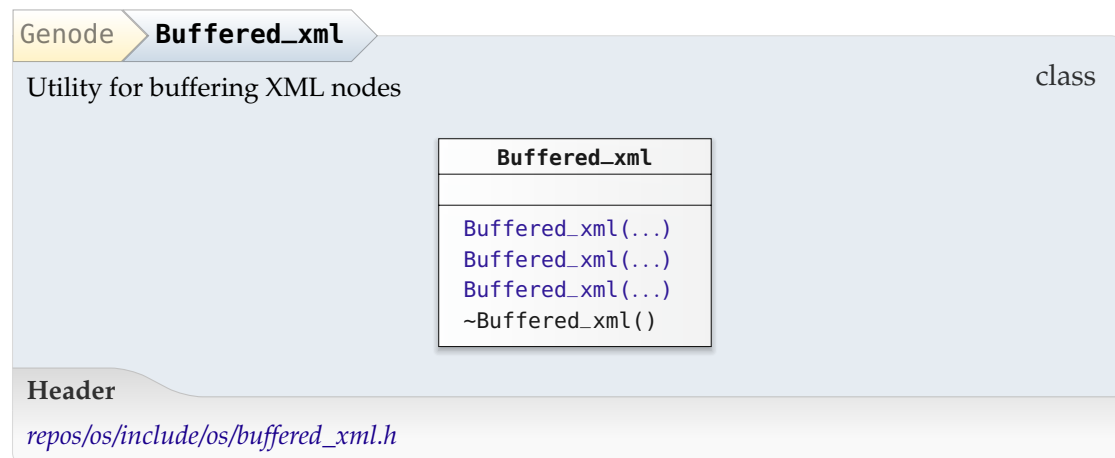 Genode Buffered_xml
class
Utility for buffering XML nodes
Buffered_xml
Buffered_xml(...)
Buffered_xml(...)
Buffered_xml(...)
~Buffered_xml()
Header
repos/os/include/os/buffered_xml.h